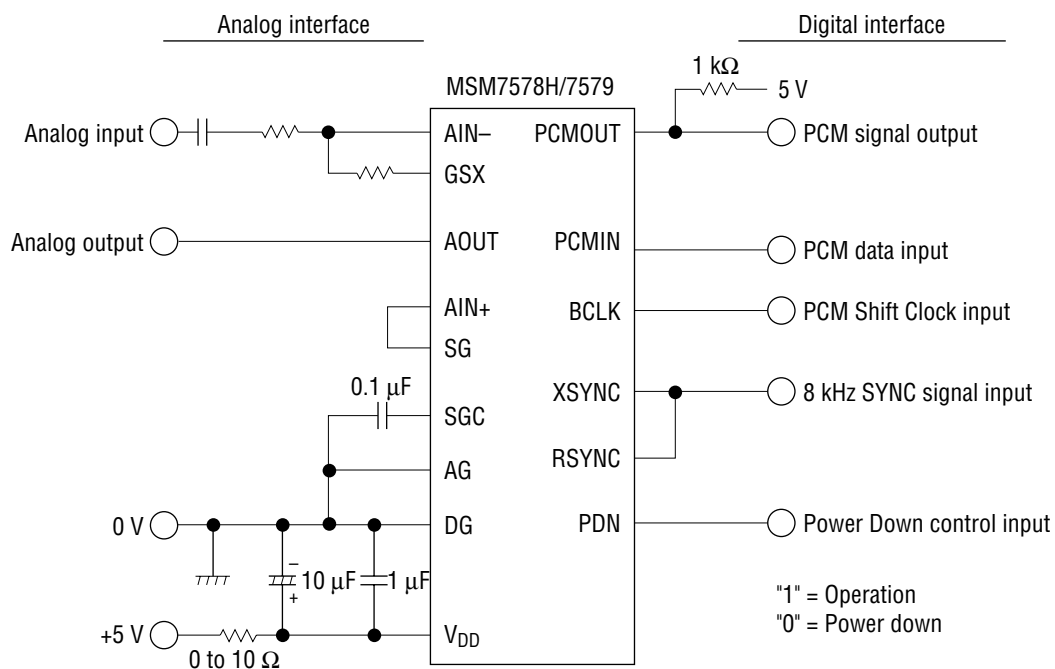 Analog interface
Digital interface
MSM7578H/7579
1 kΩ
5 V
Analog input
AIN–
PCMOUT
PCM signal output
GSX
Analog output
AOUT
PCMIN
PCM data input
AIN+
BCLK
PCM Shift Clock input
SG
0.1 μF
SGC
XSYNC
8 kHz SYNC signal input
AG
RSYNC
0 V
DG
PDN
Power Down control input
–
10 μF
+
1 μF
"1" = Operation
"0" = Power down
+5 V
0 to 10 Ω
VDD